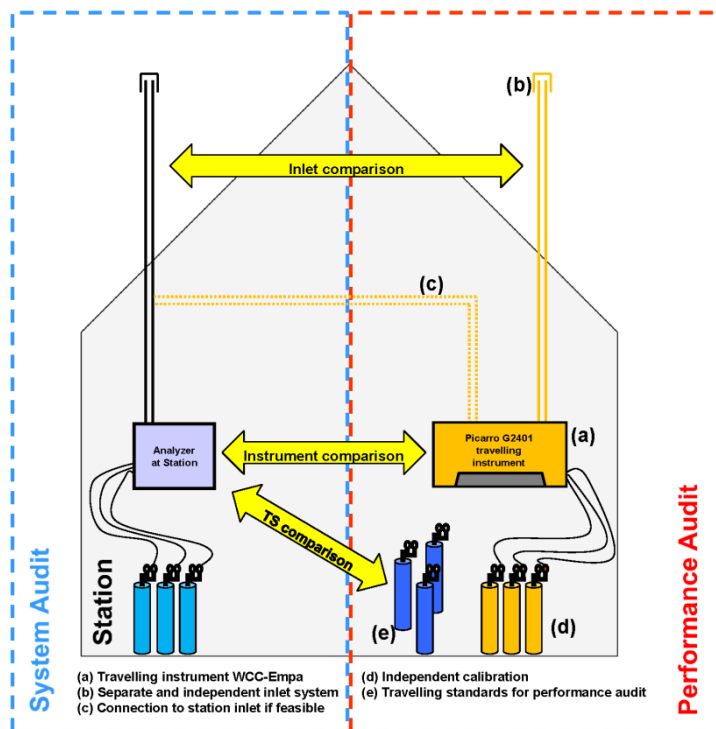 (b)
Inlet comparison
(c)
Analyzer
at Station
Instrument comparison
Picarro G2401
travelling
instrument
(a)
TS comparison
System Audit
Station
(e)
(d)
Performance Audit
(a) Travelling instrument WCC-Empa
(b) Separate and independent inlet system
(c) Connection to station inlet if feasible
(d) Independent calibration
(e) Travelling standards for performance audit